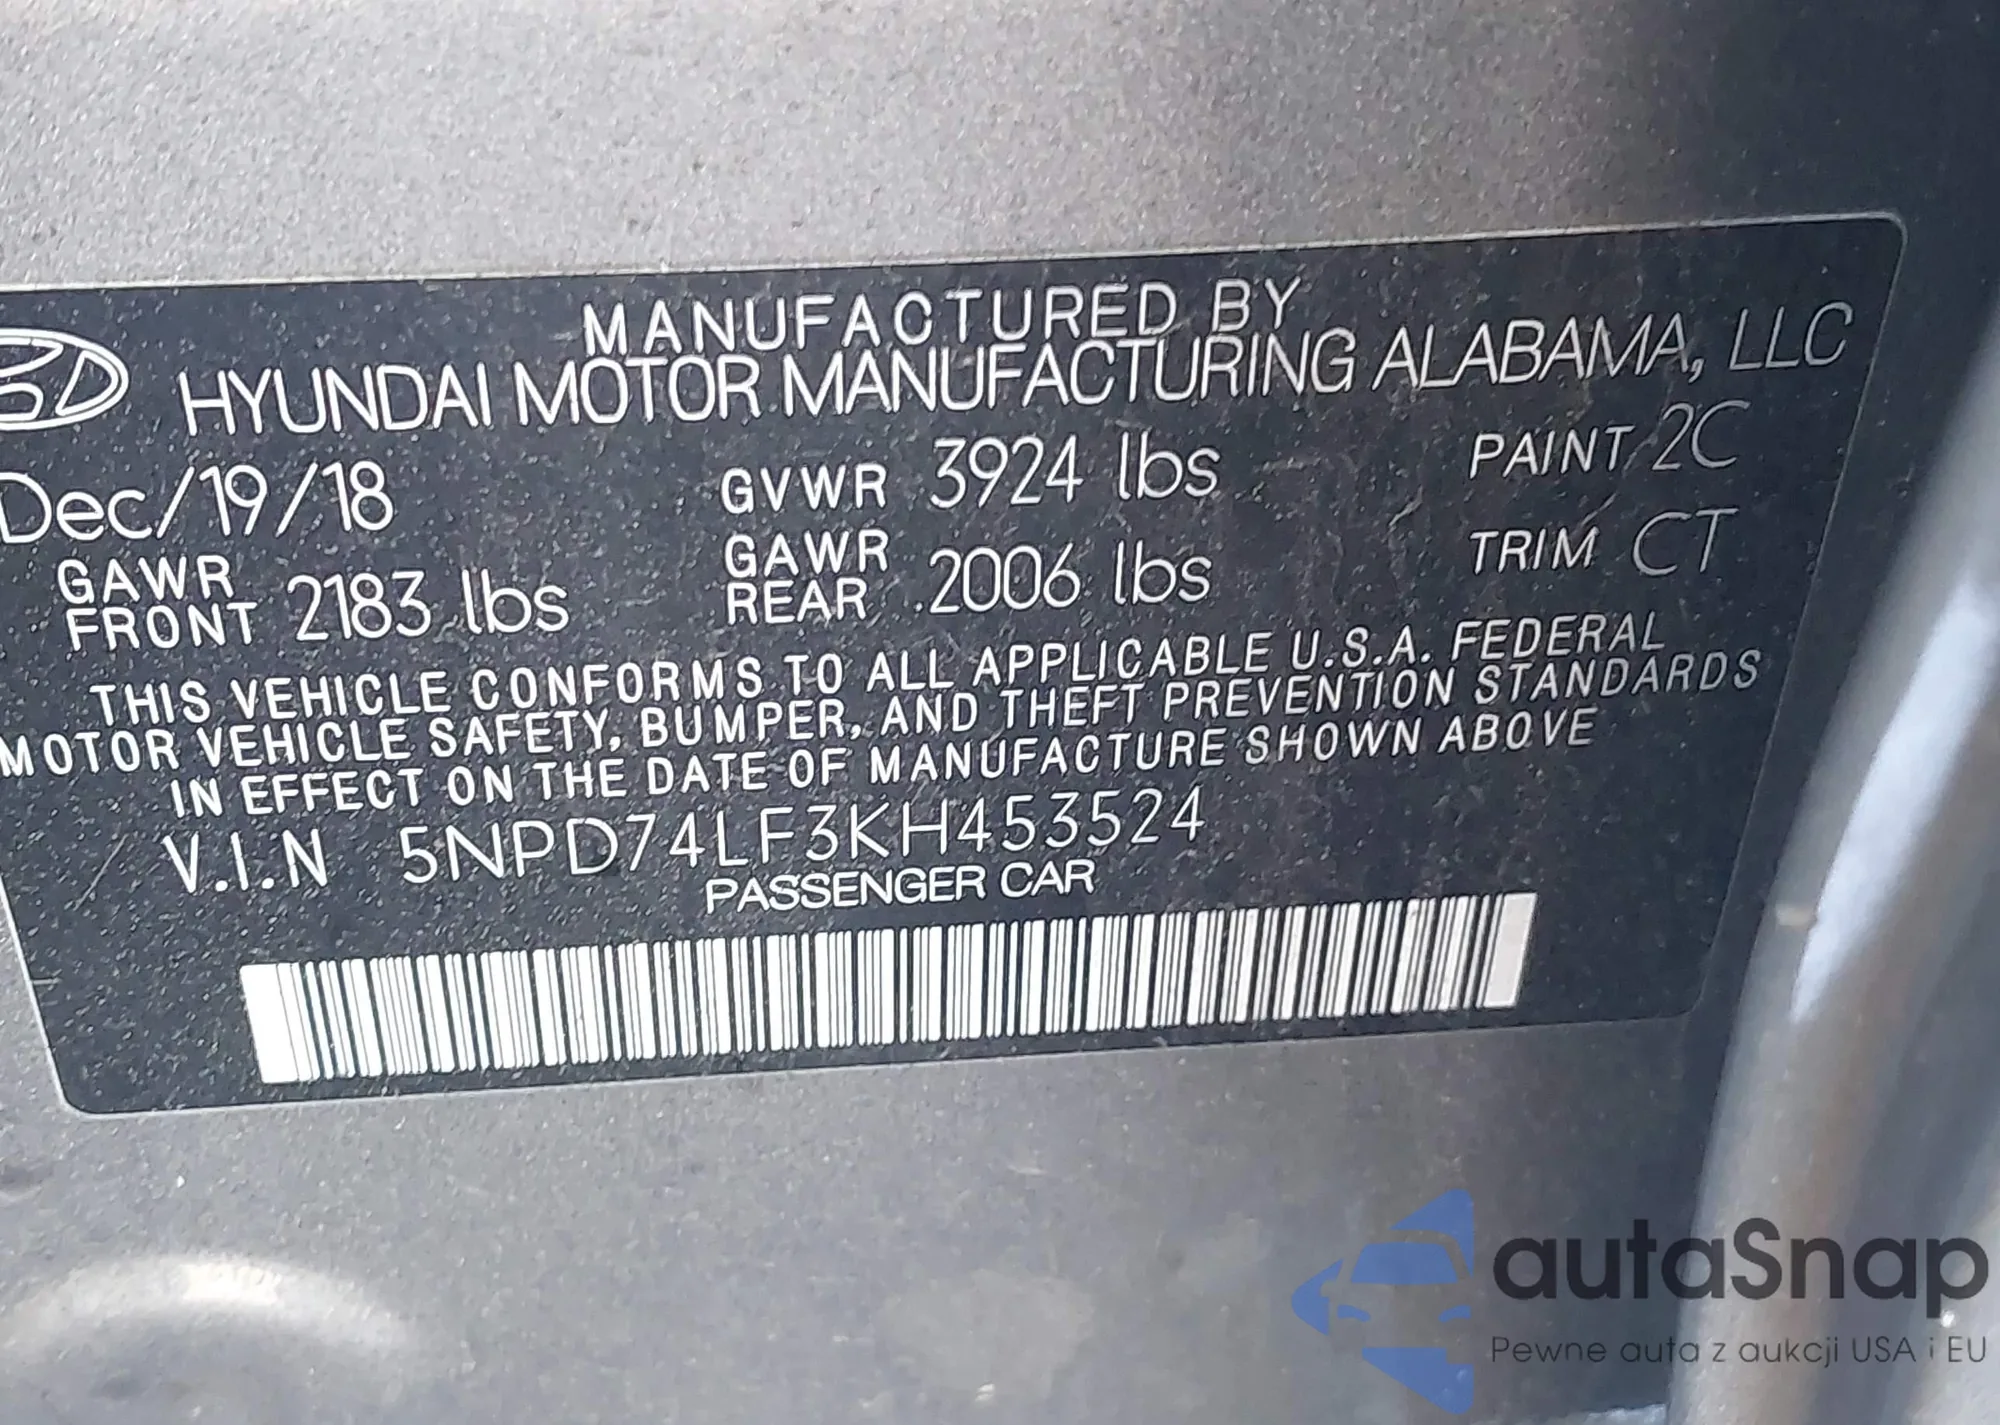 MANUFACTURED BY
HYUNDAI MOTOR MANUFACTURING ALABAMA, LLC
Dec/19/18 GVWR 3924 lbs PAINT 2C
GAWR FRONT 2183 lbs GAWR REAR 2006 lbs TRIM CT
THIS VEHICLE CONFORMS TO ALL APPLICABLE U.S.A. FEDERAL
MOTOR VEHICLE SAFETY, BUMPER, AND THEFT PREVENTION STANDARDS
IN EFFECT ON THE DATE OF MANUFACTURE SHOWN ABOVE
V.I.N 5NPD74LF3KH453524
PASSENGER CAR
autaSnap
Pewne auta z aukcji USA i EU